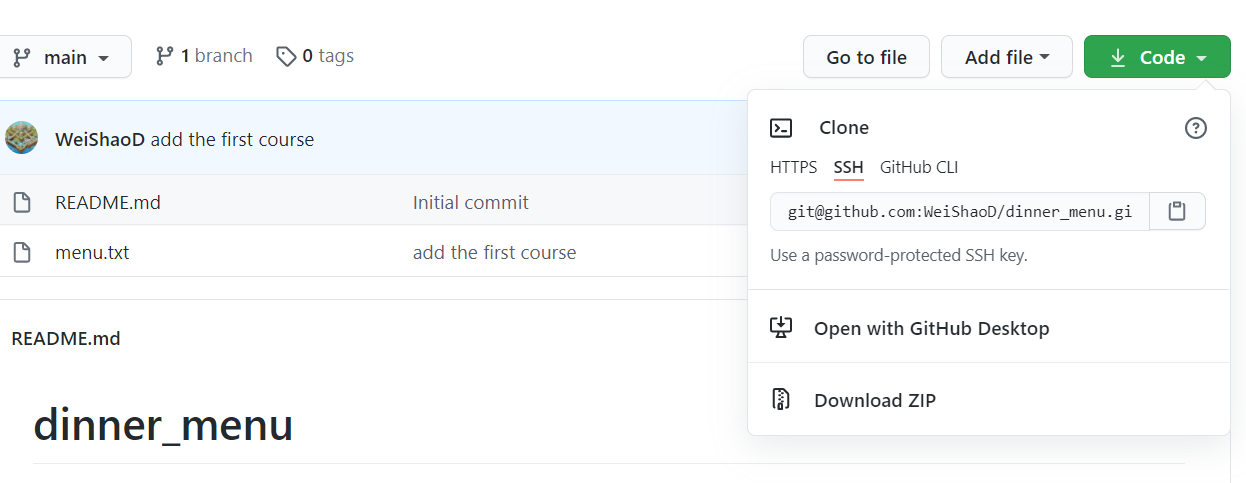 main 1 branch 0 tags Go to file Add file Code
WeiShaoD add the first course
Clone
HTTPS SSH GitHub CLI
README.md Initial commit
git@github.com:WeiShaoD/dinner_menu.gi
menu.txt add the first course
Use a password-protected SSH key.
Open with GitHub Desktop
README.md
Download ZIP
dinner_menu